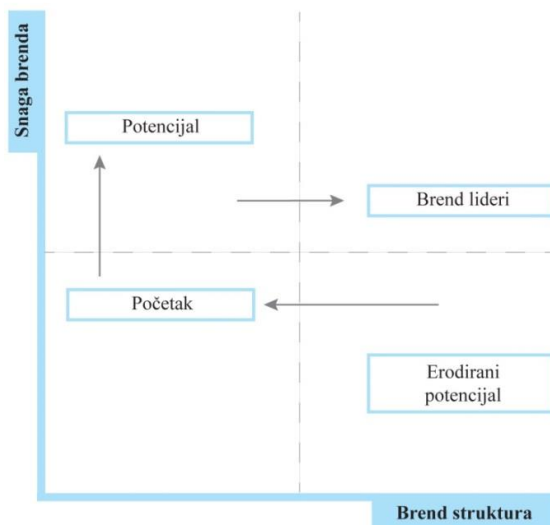 Snaga brenda
Potencijal
Brend lideri
Početak
Erodirani
potencijal
Brend struktura